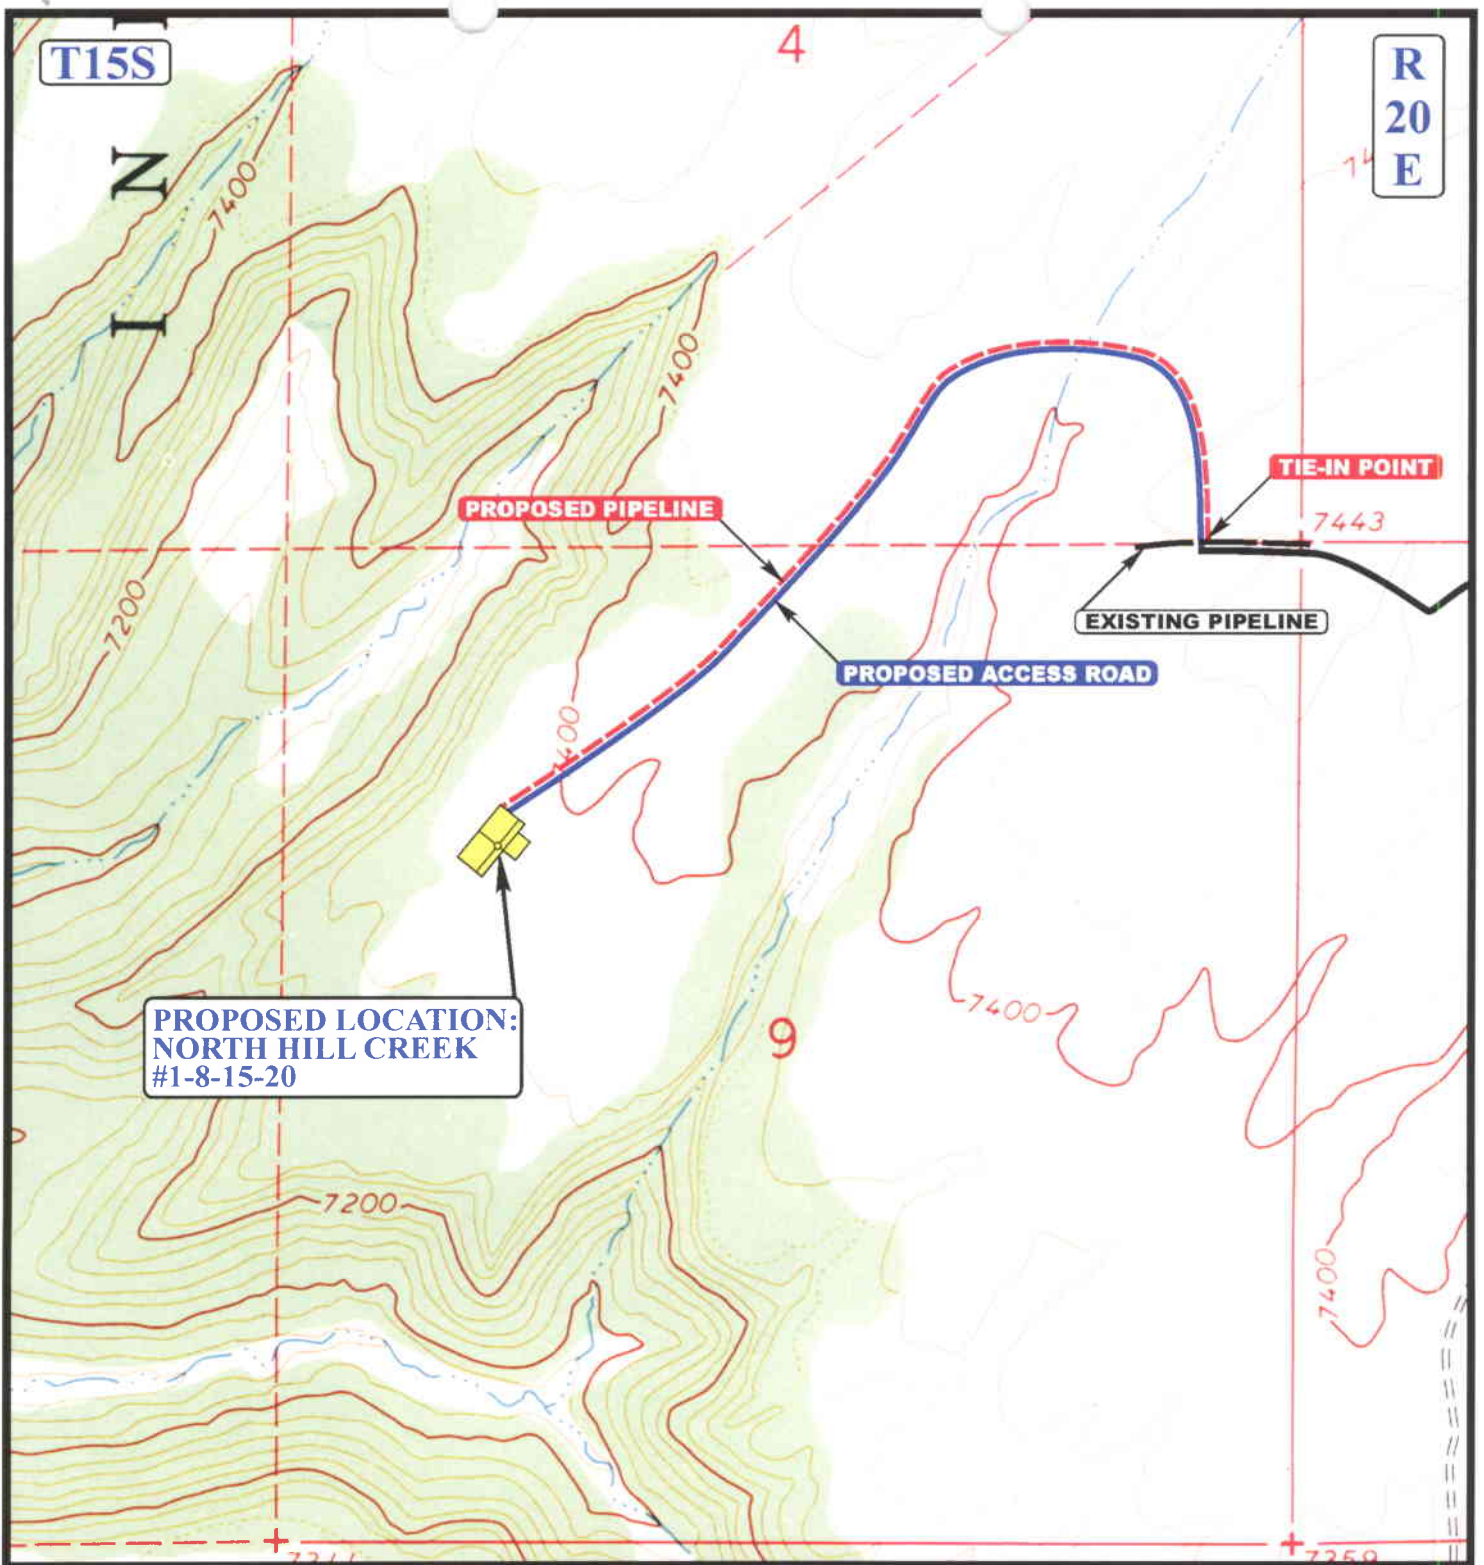 T15S
4
R
20
E
I
N
I
7400
7400
TIE-IN POINT
7443
PROPOSED PIPELINE
EXISTING PIPELINE
7200
PROPOSED ACCESS ROAD
400
PROPOSED LOCATION:
NORTH HILL CREEK
#1-8-15-20
7400
9
7200
7400